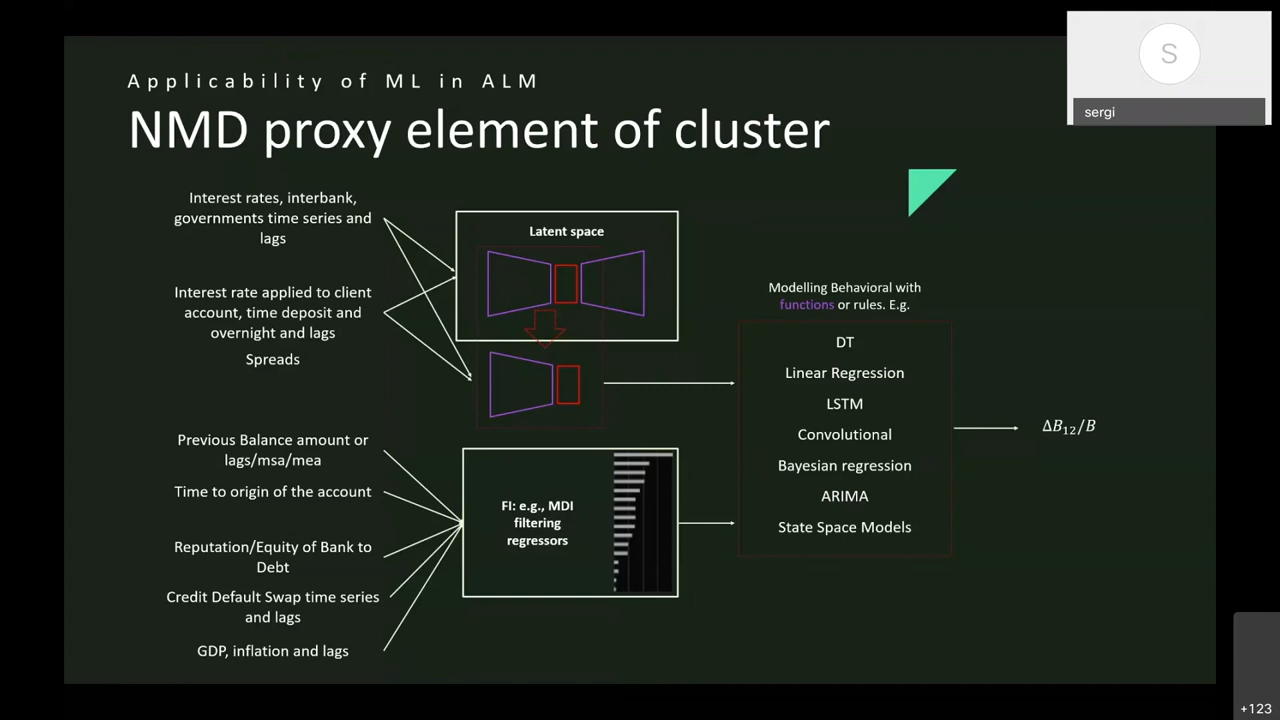 Applicability of ML in ALM
NMD proxy element of cluster
S
sergi
Interest rates, interbank,
governments time series and
lags
Interest rate applied to client
account, time deposit and
overnight and lags
Spreads
Latent space
Previous Balance amount or
lags/msa/mea
Time to origin of the account
Reputation/Equity of Bank to
Debt
Credit Default Swap time series
and lags
GDP, inflation and lags
FI: e.g., MDI
filtering
regressors
Modelling Behavioral with
functions or rules. E.g.
DT
Linear Regression
LSTM
Convolutional
Bayesian regression
ARIMA
State Space Models
ΔB₁₂/B
+123